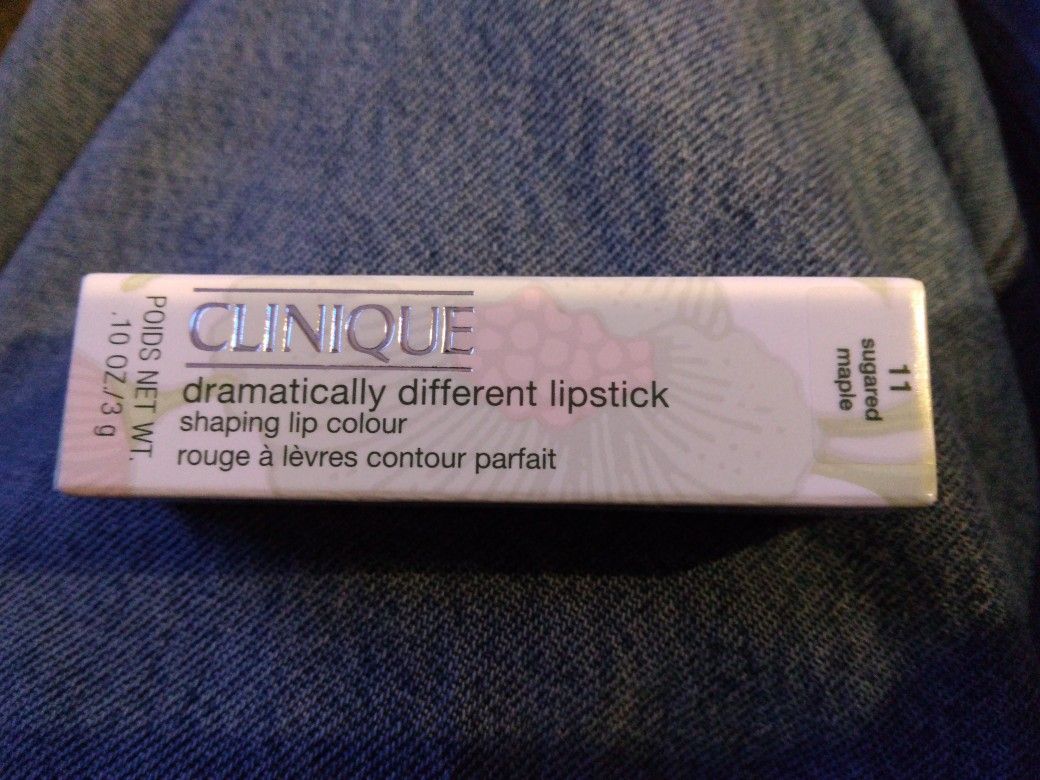 CLINIQUE
dramatically different lipstick
shaping lip colour
rouge à lèvres contour parfait
POIDS NET WT.
.10 OZ./3 g
11
sugared
maple